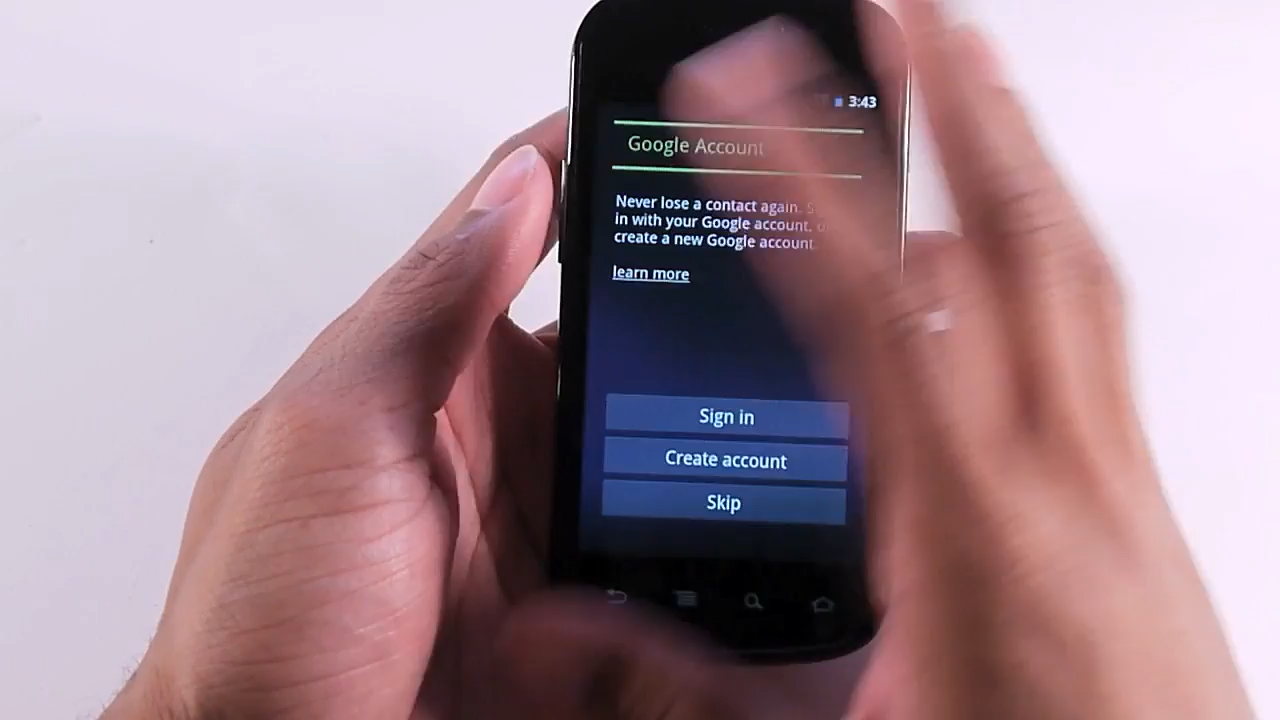 3:43
Google Account
Never lose a contact again.
in with your Google account,
create a new Google account
learn more
Sign in
Create account
Skip